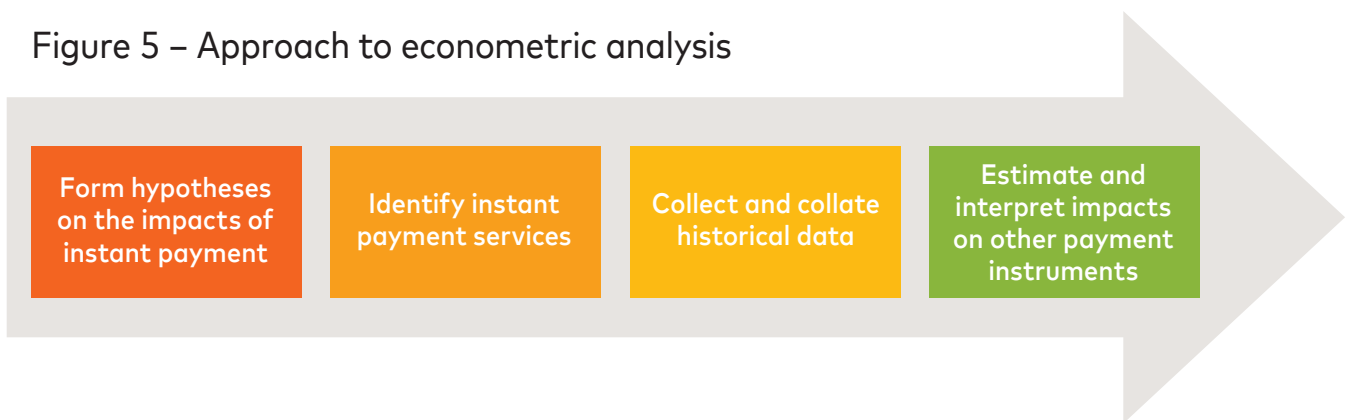 Figure 5 – Approach to econometric analysis
Form hypotheses
on the impacts of
instant payment
Identify instant
payment services
Collect and collate
historical data
Estimate and
interpret impacts
on other payment
instruments